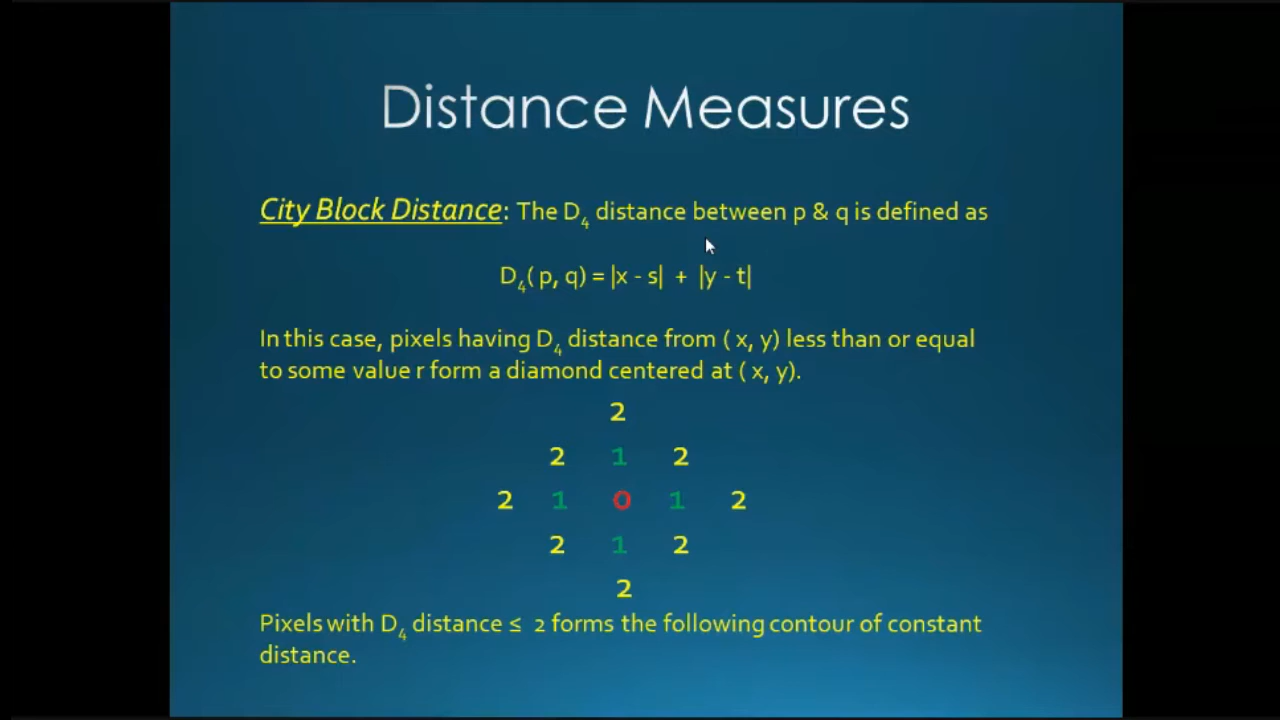 Distance Measures
City Block Distance: The D4 distance between p & q is defined as
D4( p, q) = |x - s| + |y - t|
In this case, pixels having D4 distance from ( x, y) less than or equal
to some value r form a diamond centered at ( x, y).
2
2 1 2
2 1 0 1 2
2 1 2
2
Pixels with D4 distance ≤ 2 forms the following contour of constant
distance.